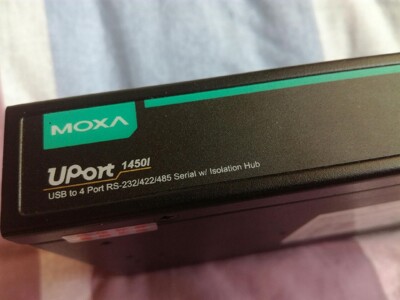 MOXA
UPort 1450I
USB to 4 Port RS-232/422/485 Serial w/ Isolation Hub